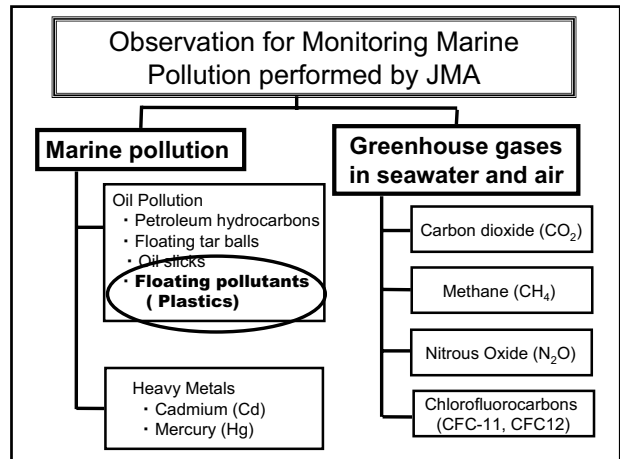 Observation for Monitoring Marine
Pollution performed by JMA
Marine pollution
Oil Pollution
・Petroleum hydrocarbons
・Floating tar balls
・Oil slicks
・Floating pollutants
( Plastics)
Heavy Metals
・Cadmium (Cd)
・Mercury (Hg)
Greenhouse gases
in seawater and air
Carbon dioxide (CO₂)
Methane (CH₄)
Nitrous Oxide (N₂O)
Chlorofluorocarbons
(CFC-11, CFC12)